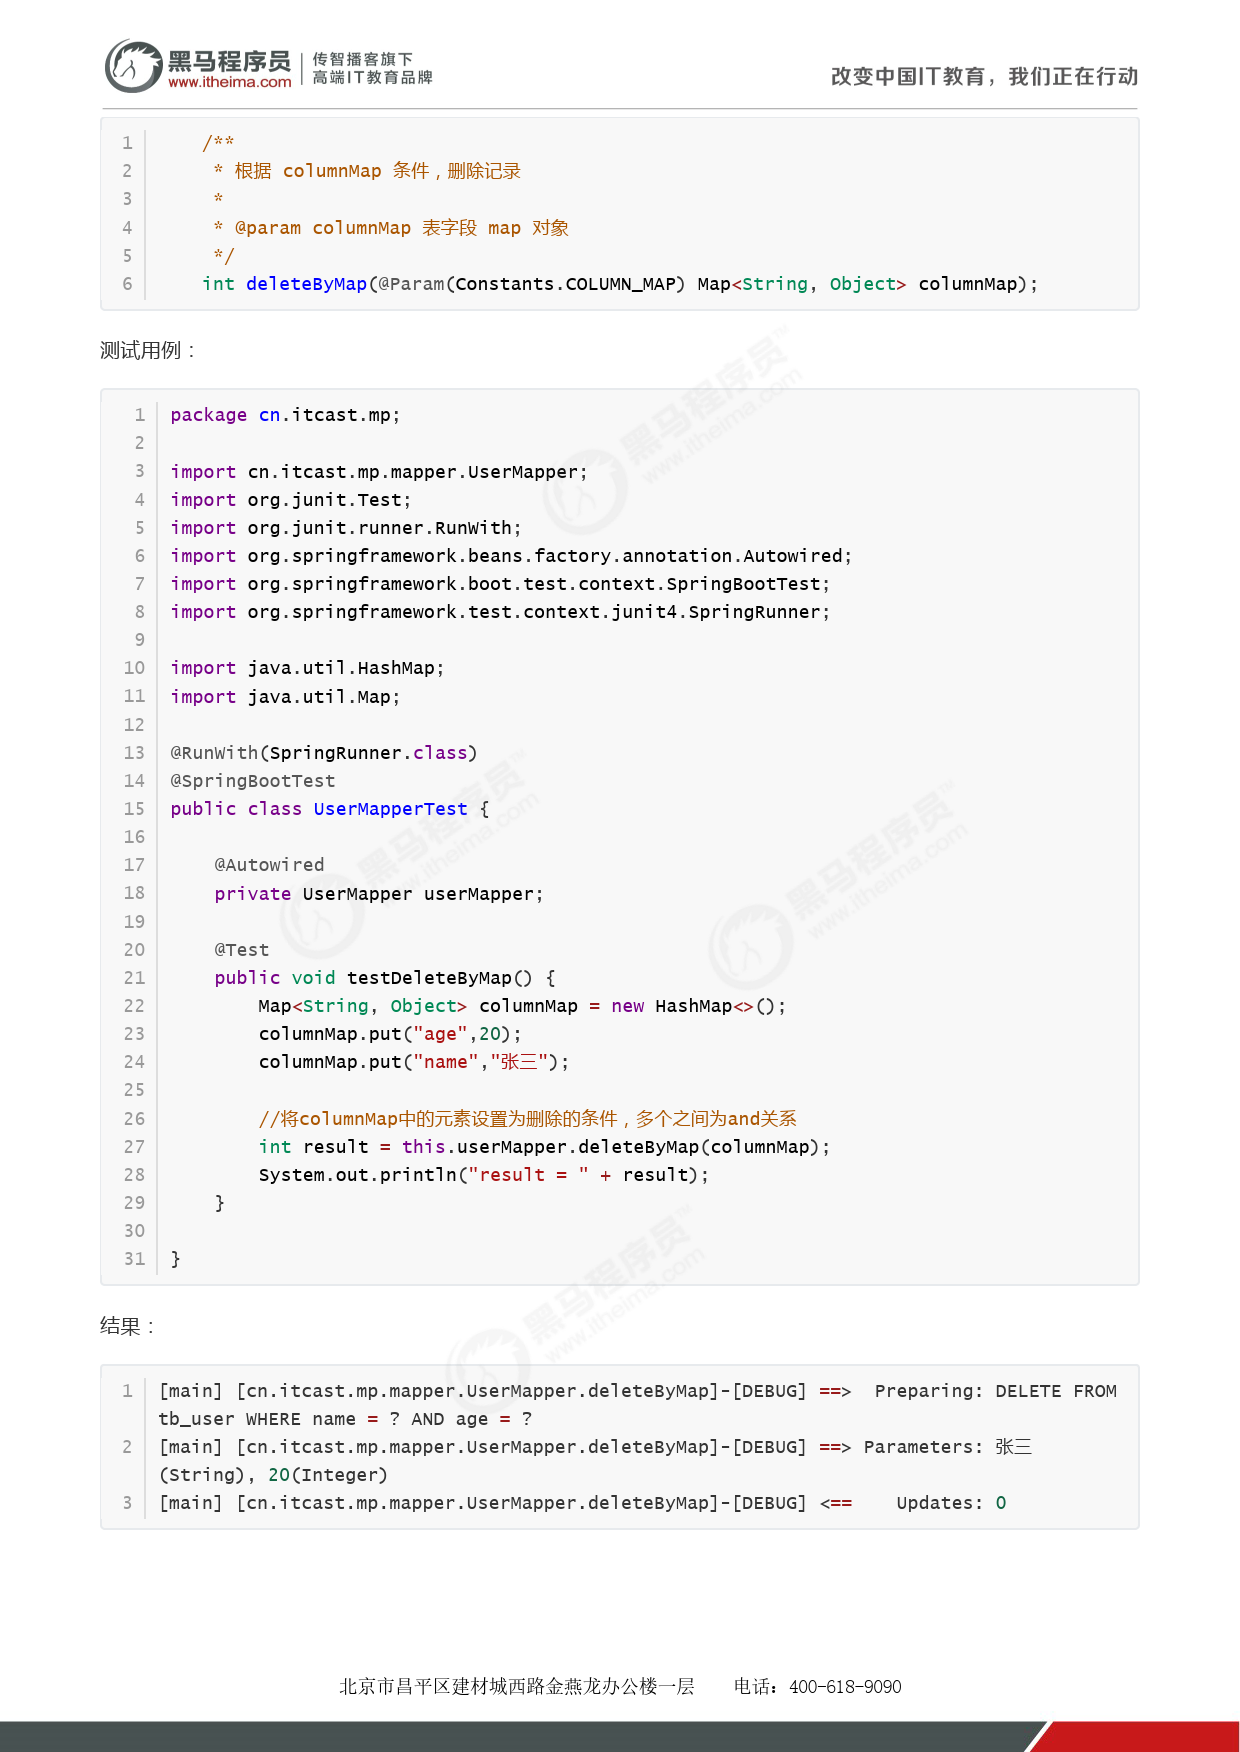 黑马程序员 传智播客旗下
www.itheima.com 高端IT教育品牌
改变中国IT教育，我们正在行动
1 /**
2 * 根据 columnMap 条件，删除记录
3 *
4 * @param columnMap 表字段 map 对象
5 */
6 int deleteByMap(@Param(Constants.COLUMN_MAP) Map<String, Object> columnMap);
测试用例：
1 package cn.itcast.mp;
2
3 import cn.itcast.mp.mapper.UserMapper;
4 import org.junit.Test;
5 import org.junit.runner.RunWith;
6 import org.springframework.beans.factory.annotation.Autowired;
7 import org.springframework.boot.test.context.SpringBootTest;
8 import org.springframework.test.context.junit4.SpringRunner;
9
10 import java.util.HashMap;
11 import java.util.Map;
12
13 @RunWith(SpringRunner.class)
14 @SpringBootTest
15 public class UserMapperTest {
16
17 @Autowired
18 private UserMapper userMapper;
19
20 @Test
21 public void testDeleteByMap() {
22 Map<String, Object> columnMap = new HashMap<>();
23 columnMap.put("age",20);
24 columnMap.put("name","张三");
25
26 //将columnMap中的元素设置为删除的条件，多个之间为and关系
27 int result = this.userMapper.deleteByMap(columnMap);
28 System.out.println("result = " + result);
29 }
30
31 }
结果：
1 [main] [cn.itcast.mp.mapper.UserMapper.deleteByMap]-[DEBUG] ==>  Preparing: DELETE FROM
tb_user WHERE name = ? AND age = ?
2 [main] [cn.itcast.mp.mapper.UserMapper.deleteByMap]-[DEBUG] ==> Parameters: 张三
(String), 20(Integer)
3 [main] [cn.itcast.mp.mapper.UserMapper.deleteByMap]-[DEBUG] <==    Updates: 0
北京市昌平区建材城西路金燕龙办公楼一层 电话：400-618-9090